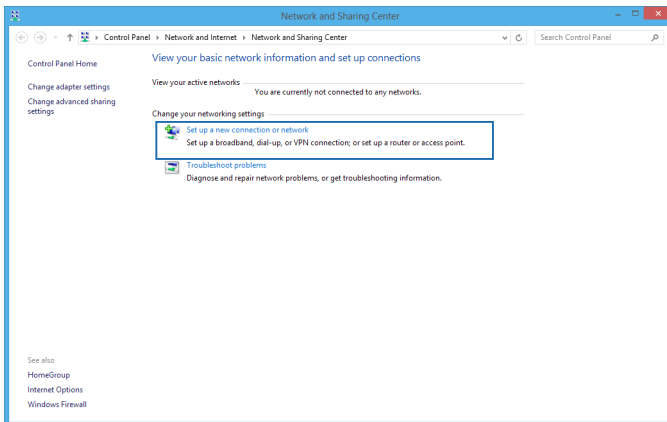 Network and Sharing Center
Control Panel Network and Internet Network and Sharing Center
Search Control Panel
Control Panel Home
Change adapter settings
Change advanced sharing
settings
View your basic network information and set up connections
View your active networks
You are currently not connected to any networks.
Change your networking settings
Set up a new connection or network
Set up a broadband, dial-up, or VPN connection; or set up a router or access point.
Troubleshoot problems
Diagnose and repair network problems, or get troubleshooting information.
See also
HomeGroup
Internet Options
Windows Firewall